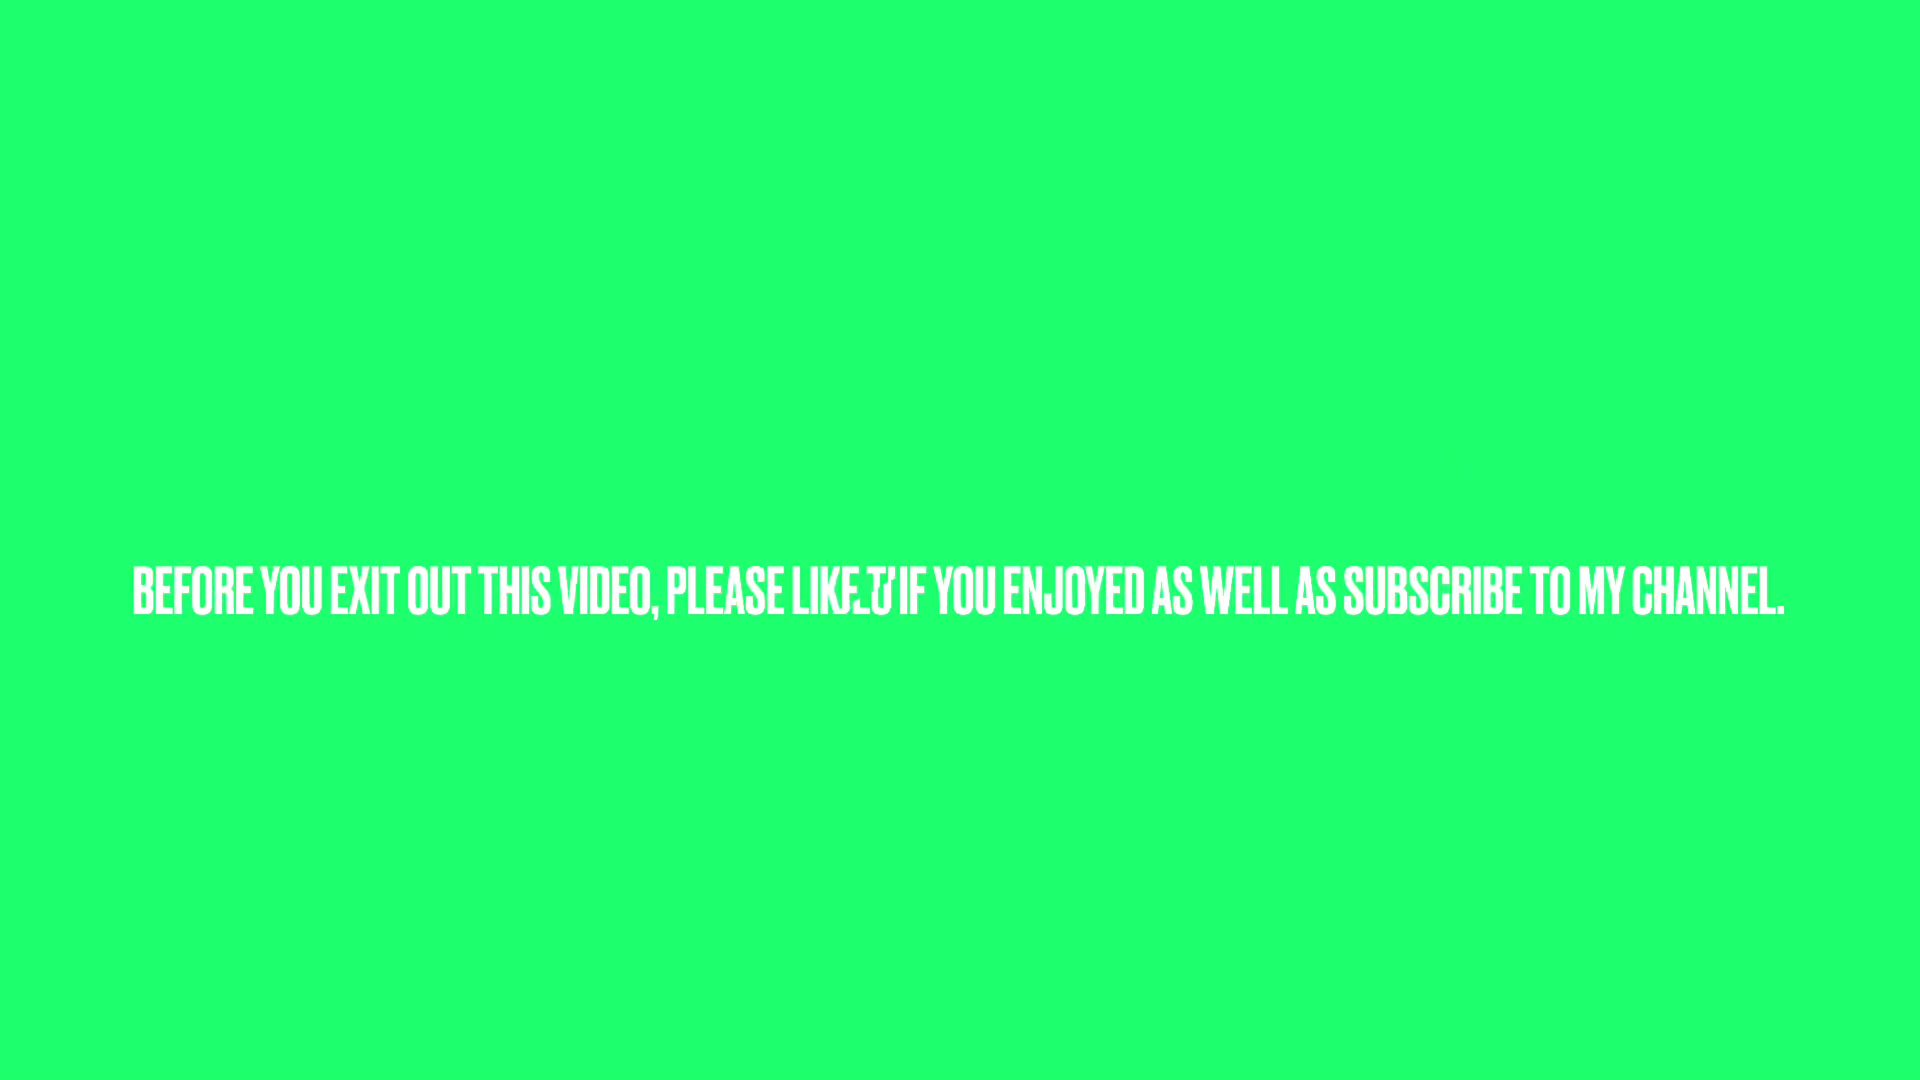 BEFORE YOU EXIT OUT THIS VIDEO, PLEASE LIKE IF YOU ENJOYED AS WELL AS SUBSCRIBE TO MY CHANNEL.